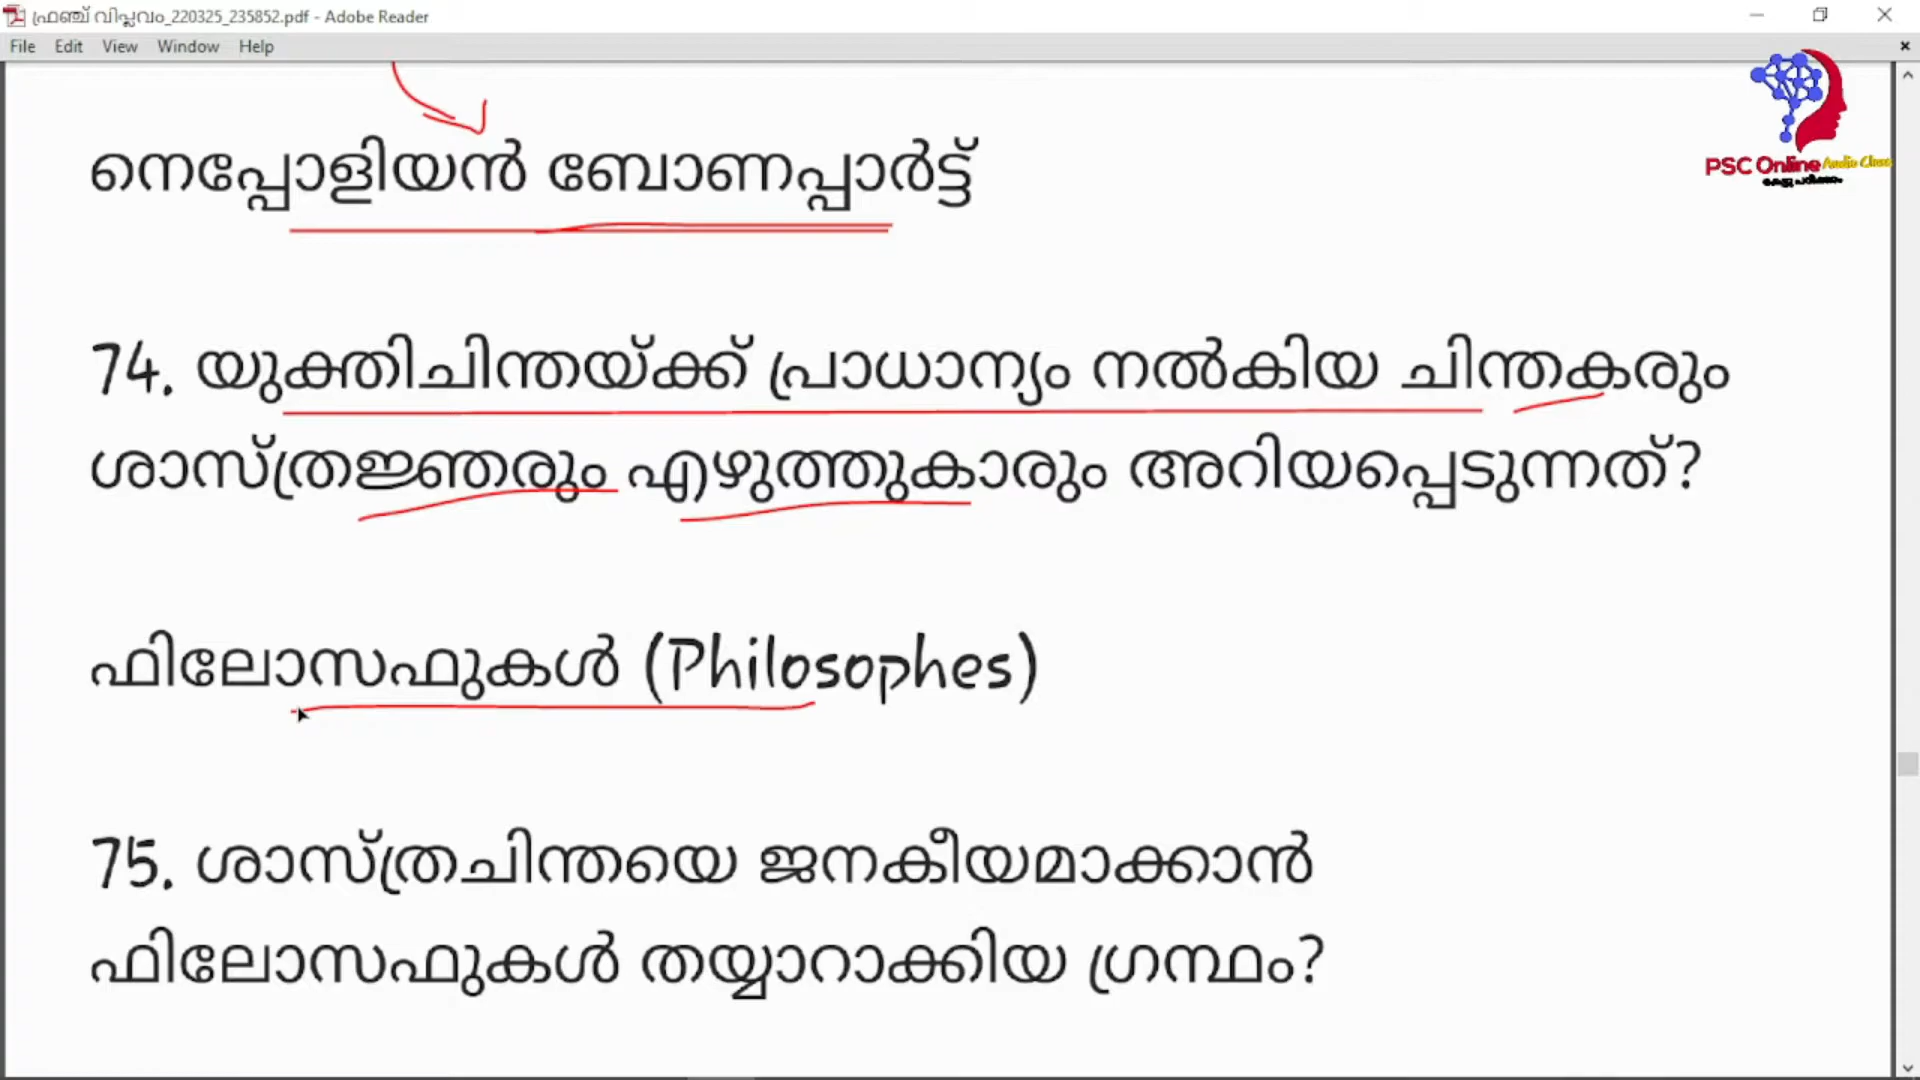 ഫ്രഞ്ച് വിപ്ലവം_220325_235852.pdf - Adobe Reader
File Edit View Window Help
PSC Online Audio Class
നെപ്പോളിയൻ ബോണപ്പാർട്ട്
74. യുക്തിചിന്തയ്ക്ക് പ്രാധാന്യം നൽകിയ ചിന്തകരും
ശാസ്ത്രജ്ഞരും എഴുത്തുകാരും അറിയപ്പെടുന്നത്?
ഫിലോസഫുകൾ (Philosophes)
75. ശാസ്ത്രചിന്തയെ ജനകീയമാക്കാൻ
ഫിലോസഫുകൾ തയ്യാറാക്കിയ ഗ്രന്ഥം?